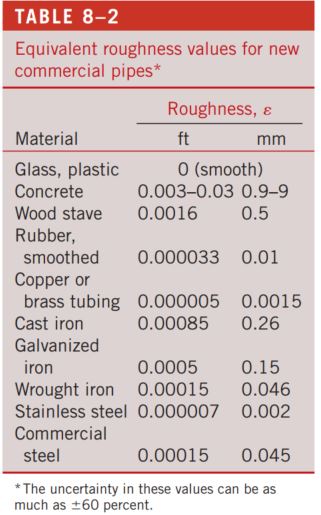 TABLE 8–2
Equivalent roughness values for new
commercial pipes*
Roughness, ε
Material ft mm
Glass, plastic 0 (smooth)
Concrete 0.003–0.03 0.9–9
Wood stave 0.0016 0.5
Rubber,
smoothed 0.000033 0.01
Copper or
brass tubing 0.000005 0.0015
Cast iron 0.00085 0.26
Galvanized
iron 0.0005 0.15
Wrought iron 0.00015 0.046
Stainless steel 0.000007 0.002
Commercial
steel 0.00015 0.045
*The uncertainty in these values can be as
much as ±60 percent.